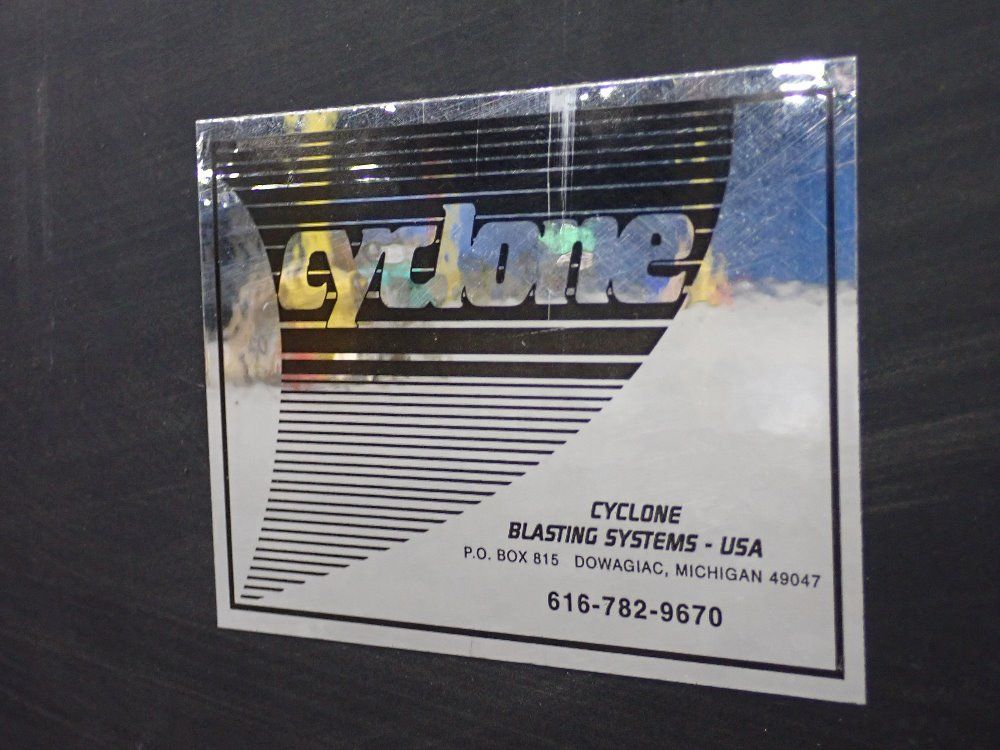 cyclone
CYCLONE
BLASTING SYSTEMS - USA
P.O. BOX 815 DOWAGIAC, MICHIGAN 49047
616-782-9670